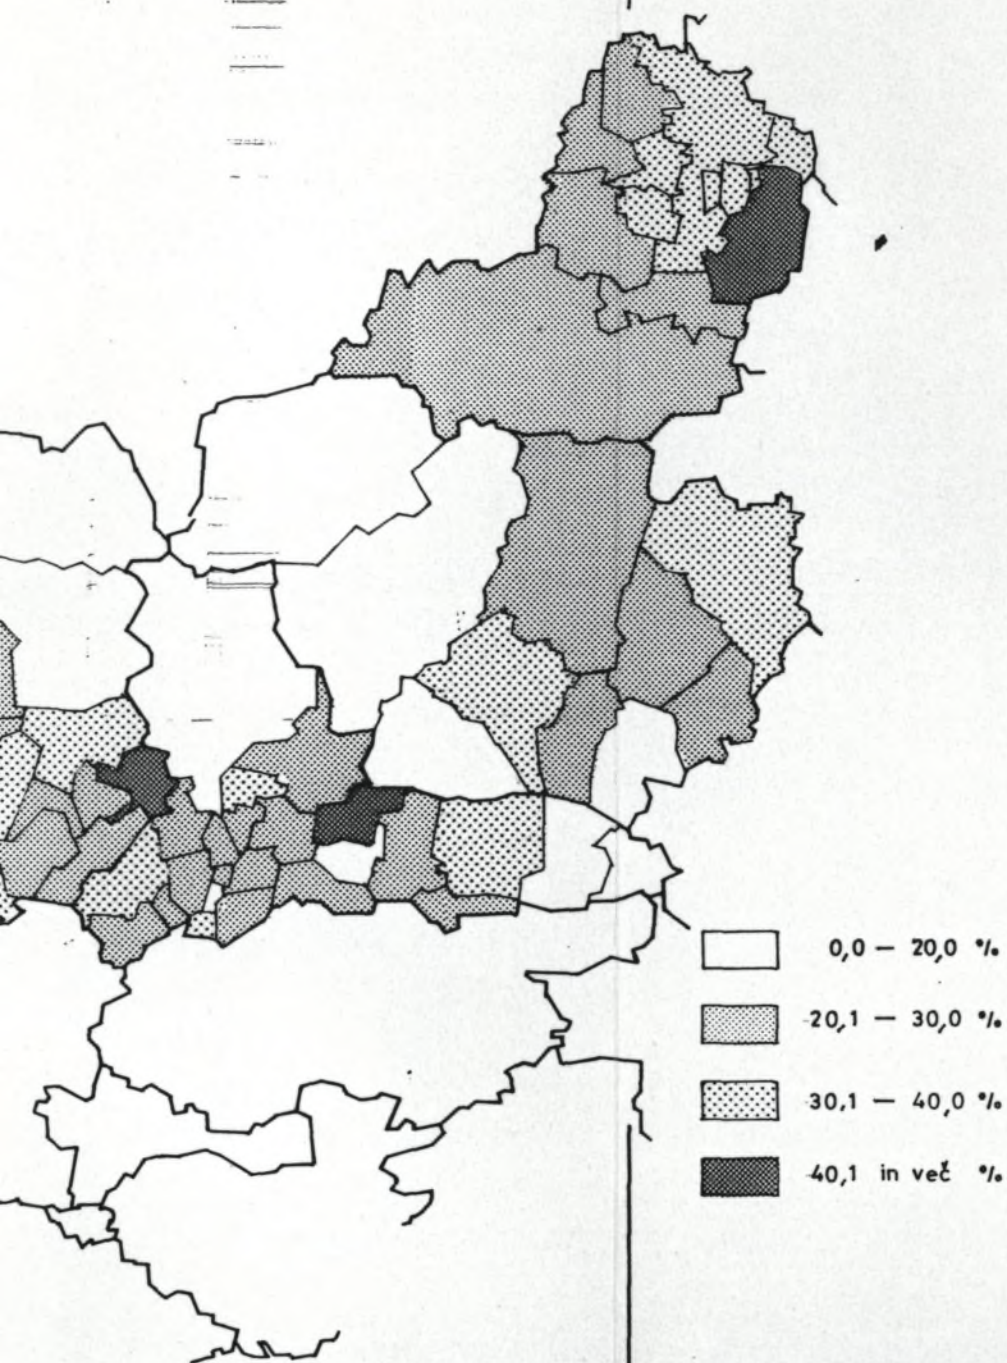 0,0 — 20,0 %
20,1 — 30,0 %
30,1 — 40,0 %
40,1 in več %